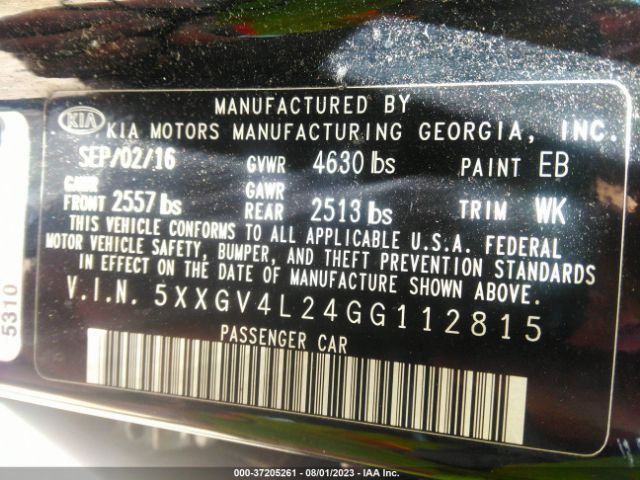 MANUFACTURED BY
KIA KIA MOTORS MANUFACTURING GEORGIA, INC.
SEP/02/16 GVWR 4630 lbs PAINT EB
GAWR FRONT 2557 lbs GAWR REAR 2513 lbs TRIM WK
THIS VEHICLE CONFORMS TO ALL APPLICABLE U.S.A. FEDERAL
MOTOR VEHICLE SAFETY, BUMPER, AND THEFT PREVENTION STANDARDS
IN EFFECT ON THE DATE OF MANUFACTURE SHOWN ABOVE.
V.I.N. 5XXGV4L24GG112815
PASSENGER CAR
5310
000-37205261 - 08/01/2023 - IAA Inc.